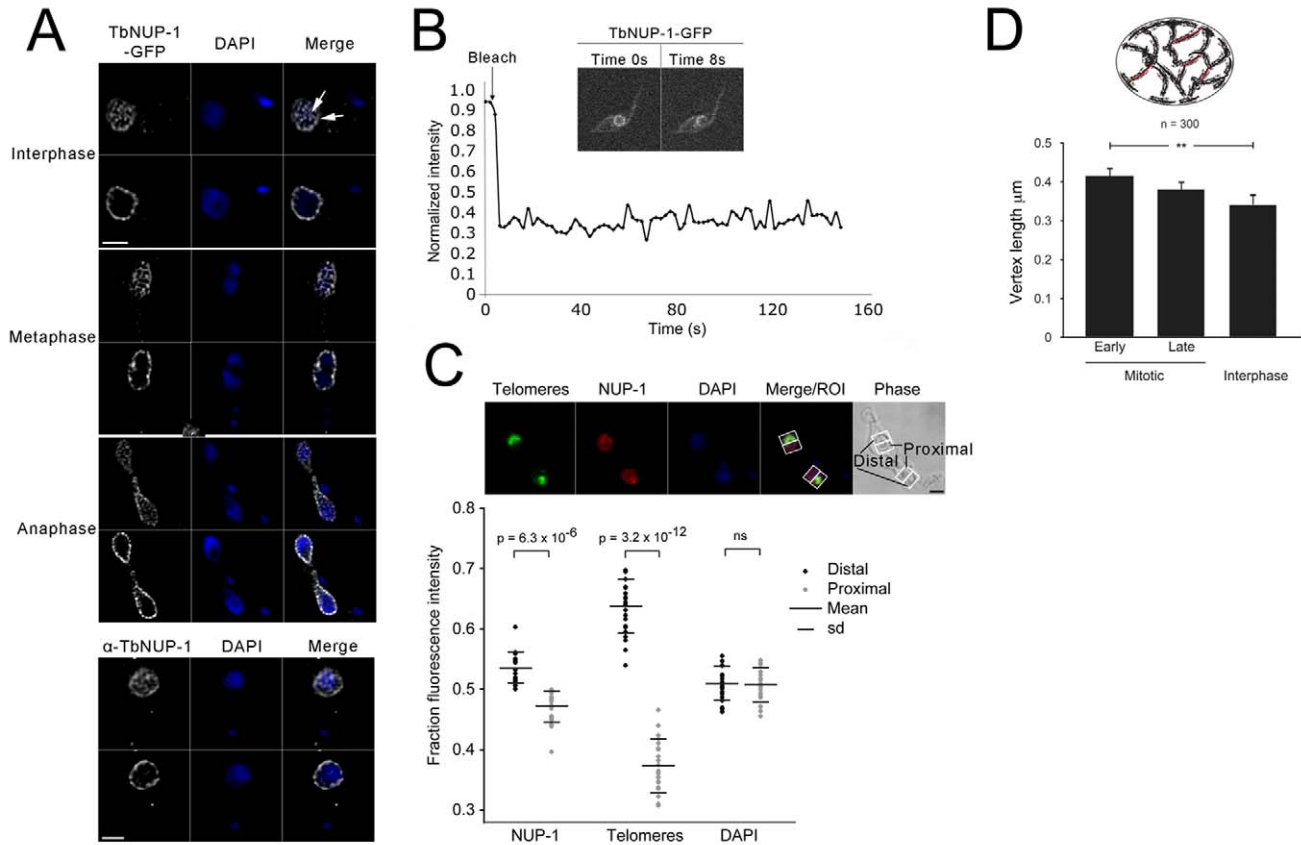 A
TbNUP-1
-GFP
DAPI
Merge
Interphase
Metaphase
Anaphase
α-TbNUP-1
DAPI
Merge
B
TbNUP-1-GFP
Time 0s
Time 8s
Bleach
Normalized intensity
1.0
0.9
0.8
0.7
0.6
0.5
0.4
0.3
0.2
0.1
0
0 40 80 120 160
Time (s)
C
Telomeres
NUP-1
DAPI
Merge/ROI
Phase
Proximal
Distal
Fraction fluorescence intensity
0.8
0.7
0.6
0.5
0.4
0.3
p = 6.3 x 10⁻⁶
p = 3.2 x 10⁻¹²
ns
Distal
Proximal
Mean
sd
NUP-1
Telomeres
DAPI
D
n = 300
**
Vertex length μm
0.5
0.4
0.3
0.2
0.1
0
Early
Late
Mitotic
Interphase